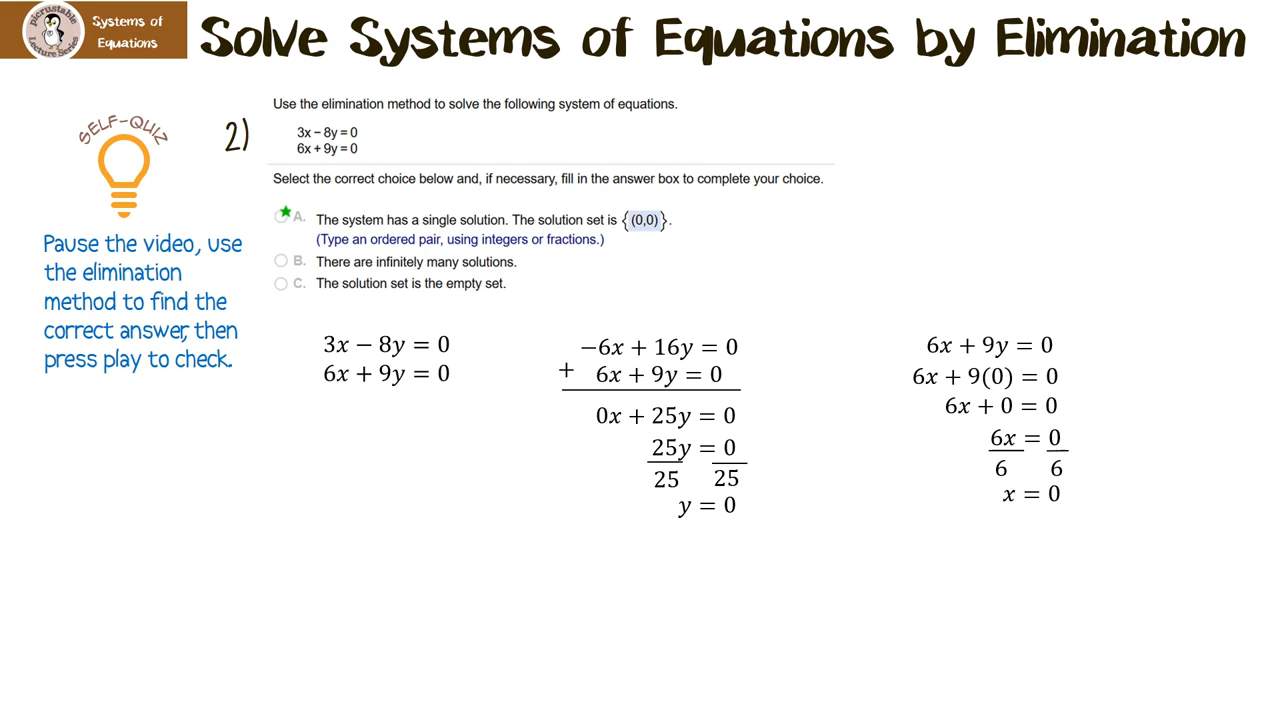 picrustable
Lecture Series
Systems of
Equations
Solve Systems of Equations by Elimination
SELF-QUIZ
Pause the video, use
the elimination
method to find the
correct answer, then
press play to check.
2)
Use the elimination method to solve the following system of equations.
3x − 8y = 0
6x + 9y = 0
Select the correct choice below and, if necessary, fill in the answer box to complete your choice.
A. The system has a single solution. The solution set is {(0,0)}.
(Type an ordered pair, using integers or fractions.)
B. There are infinitely many solutions.
C. The solution set is the empty set.
3x − 8y = 0
6x + 9y = 0
−6x + 16y = 0
+ 6x + 9y = 0
0x + 25y = 0
25y = 0
25 25
y = 0
6x + 9y = 0
6x + 9(0) = 0
6x + 0 = 0
6x = 0
6 6
x = 0